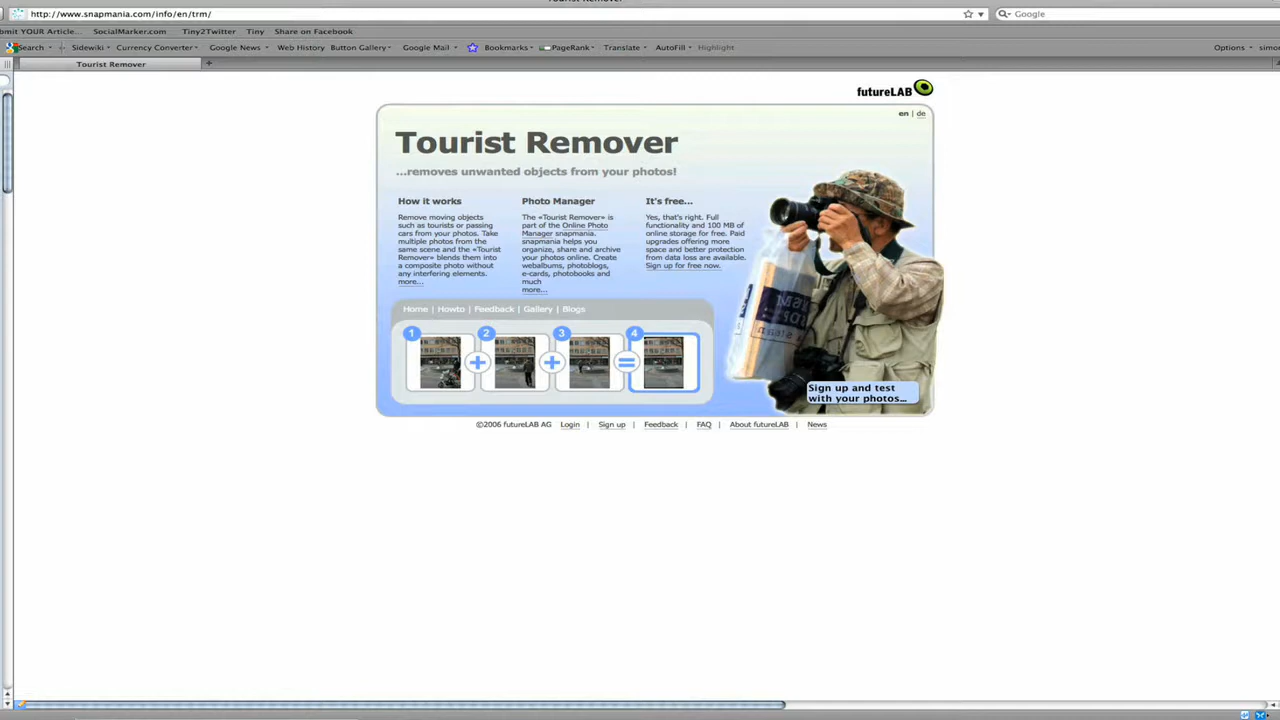 Tourist Remover
http://www.snapmania.com/info/en/trm/
Google
bmit YOUR Article...
SocialMarker.com
Tiny2Twitter
Tiny
Share on Facebook
Search
Sidewiki
Currency Converter
Google News
Web History
Button Gallery
Google Mail
Bookmarks
PageRank
Translate
AutoFill
Highlight
Options
simo
Tourist Remover
futureLAB
en | de
Tourist Remover
...removes unwanted objects from your photos!
How it works
Remove moving objects
such as tourists or passing
cars from your photos. Take
multiple photos from the
same scene and the «Tourist
Remover» blends them into
a composite photo without
any interfering elements.
more...
Photo Manager
The «Tourist Remover» is
part of the Online Photo
Manager snapmania.
snapmania helps you
organize, share and archive
your photos online. Create
webalbums, photoblogs,
e-cards, photobooks and
much
more...
It's free...
Yes, that's right. Full
functionality and 100 MB of
online storage for free. Paid
upgrades offering more
space and better protection
from data loss are available.
Sign up for free now.
Home | Howto | Feedback | Gallery | Blogs
1
2
3
4
Sign up and test
with your photos...
©2006 futureLAB AG Login | Sign up | Feedback | FAQ | About futureLAB | News